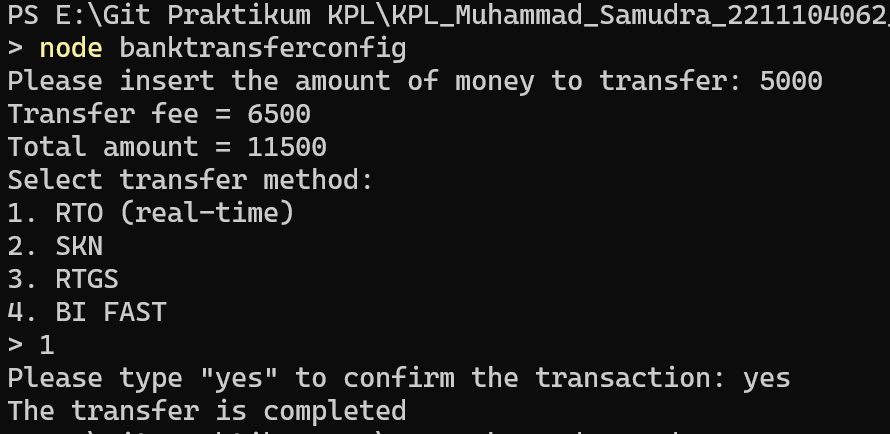 PS E:\Git Praktikum KPL\KPL_Muhammad_Samudra_2211104062_
> node banktransferconfig
Please insert the amount of money to transfer: 5000
Transfer fee = 6500
Total amount = 11500
Select transfer method:
1. RTO (real-time)
2. SKN
3. RTGS
4. BI FAST
> 1
Please type "yes" to confirm the transaction: yes
The transfer is completed